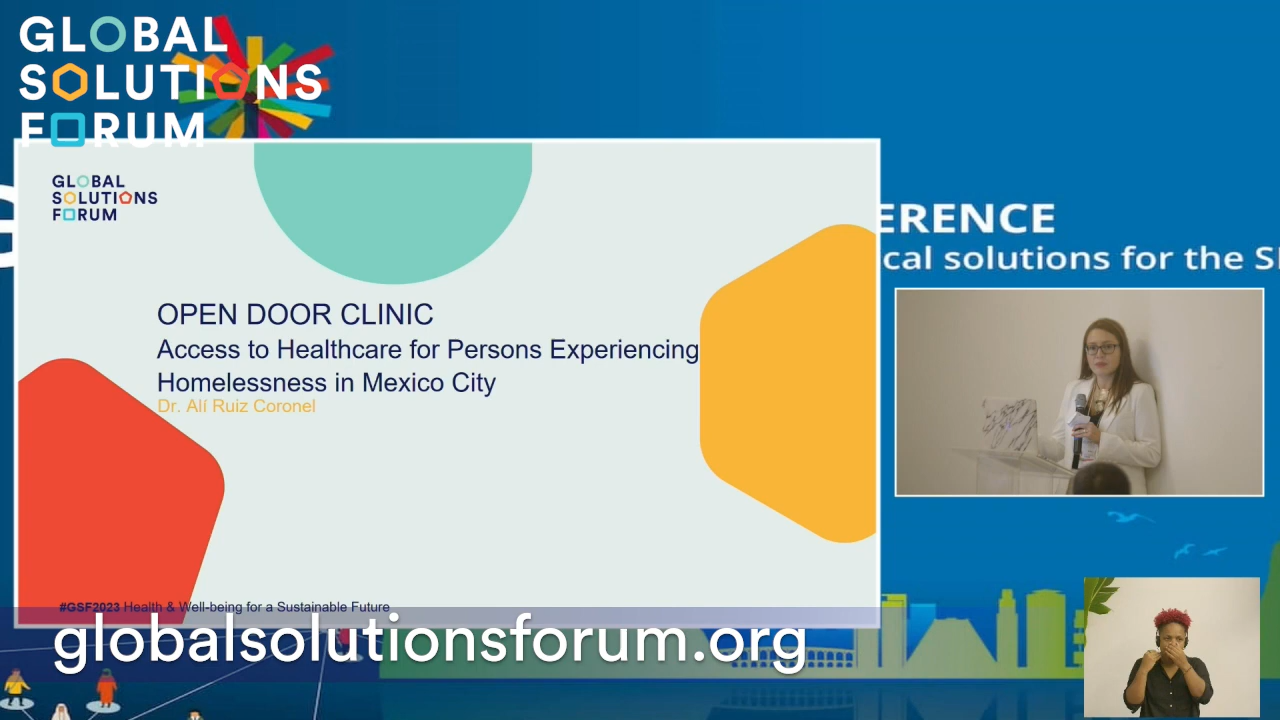 GLOBAL
SOLUTIONS
FORUM
GLOBAL
SOLUTIONS
FORUM
OPEN DOOR CLINIC
Access to Healthcare for Persons Experiencing
Homelessness in Mexico City
Dr. Alí Ruiz Coronel
#GSF2023 Health & Well-being for a Sustainable Future
ERENCE
cal solutions for the S
globalsolutionsforum.org